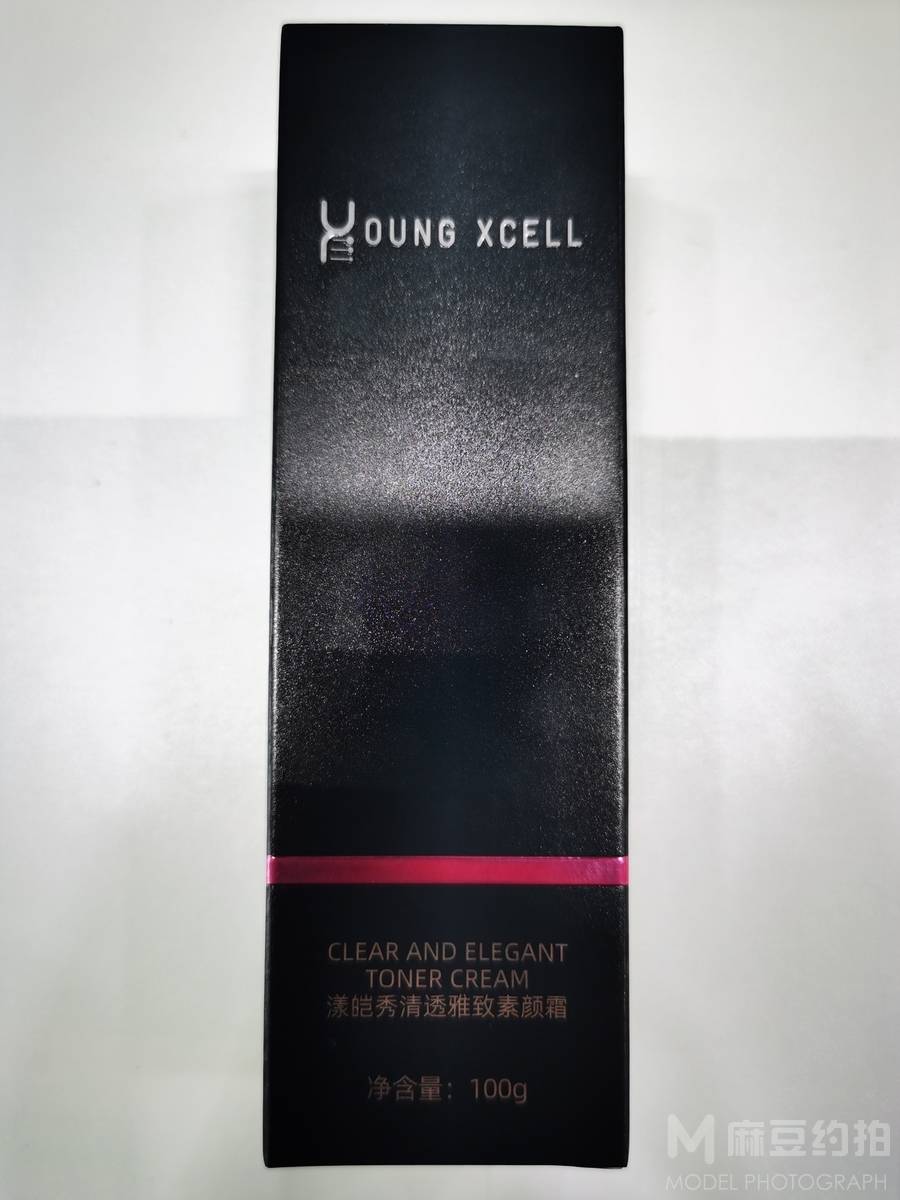 YOUNG XCELL
CLEAR AND ELEGANT
TONER CREAM
漾皑秀清透雅致素颜霜
净含量：100g
M 麻豆约拍
MODEL PHOTOGRAPH